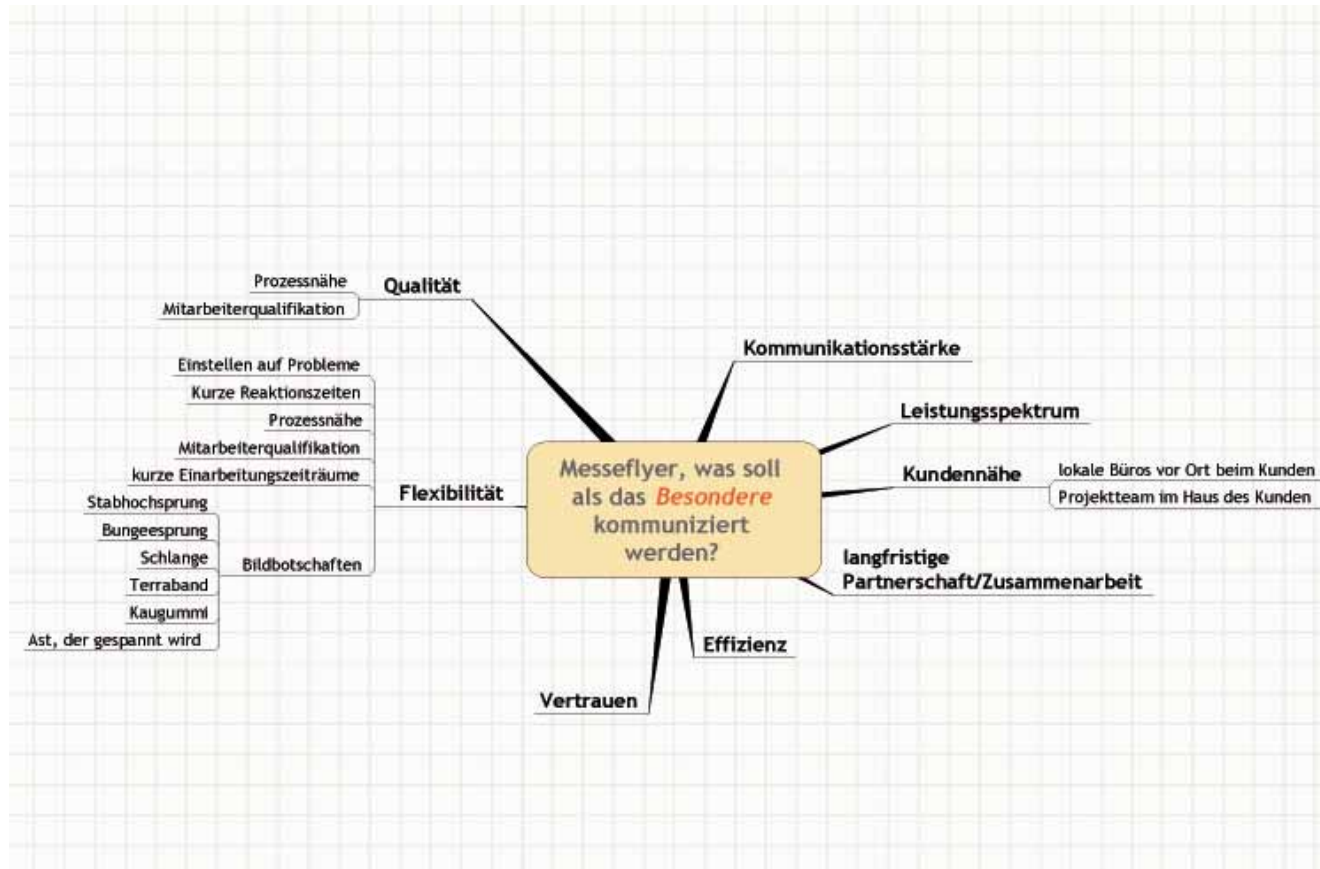 Messeflyer, was soll
als das Besondere
kommuniziert
werden?
Kommunikationsstärke
Leistungsspektrum
Kundennähe
lokale Büros vor Ort beim Kunden
Projektteam im Haus des Kunden
langfristige
Partnerschaft/Zusammenarbeit
Effizienz
Vertrauen
Flexibilität
Einstellen auf Probleme
Kurze Reaktionszeiten
Prozessnähe
Mitarbeiterqualifikation
kurze Einarbeitungszeiträume
Bildbotschaften
Stabhochsprung
Bungeesprung
Schlange
Terraband
Kaugummi
Ast, der gespannt wird
Qualität
Prozessnähe
Mitarbeiterqualifikation